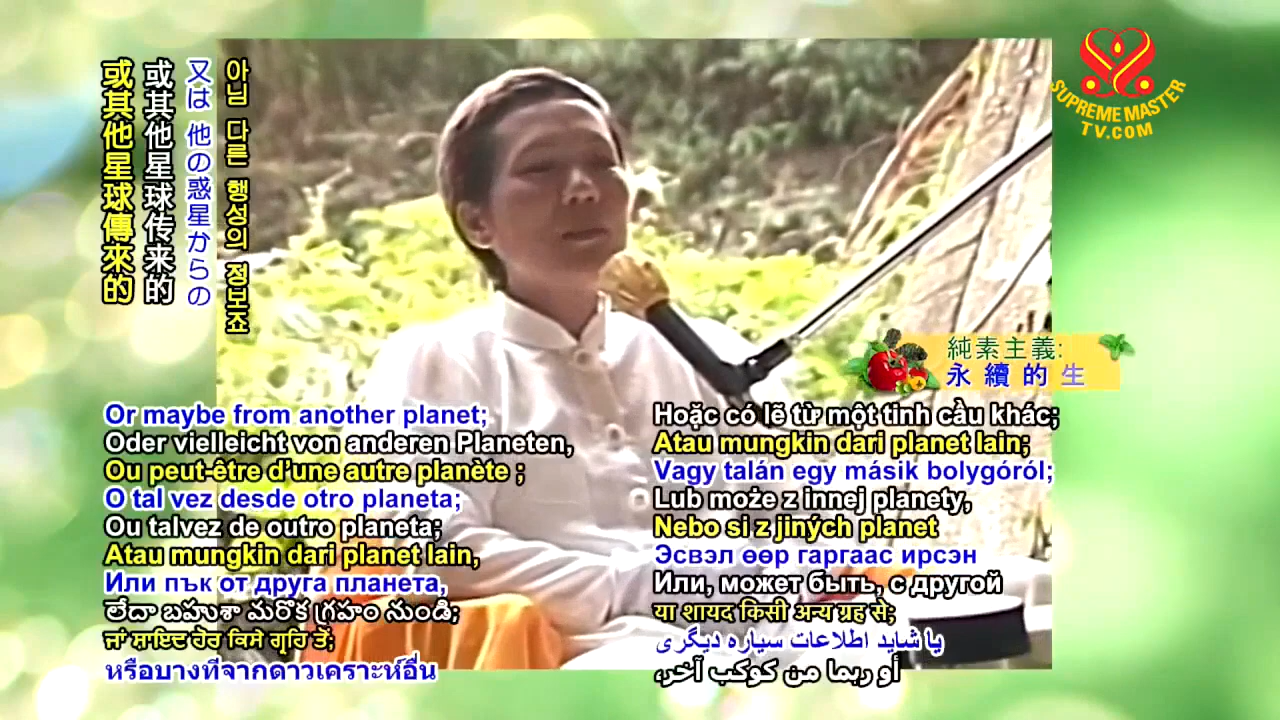 或其他星球傳來的
或其他星球传来的
又は 他の惑星からの
아님 다른 행성의 정보죠
SUPREME MASTER
TV.COM
純素主義:
永續的生
Or maybe from another planet;
Oder vielleicht von anderen Planeten,
Ou peut-être d'une autre planète ;
O tal vez desde otro planeta;
Ou talvez de outro planeta;
Atau mungkin dari planet lain,
Или пък от друга планета,
లేదా బహుశా మరొక గ్రహం నుండి;
ਜਾਂ ਸ਼ਾਇਦ ਹੋਰ ਕਿਸੇ ਗ੍ਰਹਿ ਤੋਂ;
หรือบางทีจากดาวเคราะห์อื่น
Hoặc có lẽ từ một tinh cầu khác;
Atau mungkin dari planet lain;
Vagy talán egy másik bolygóról;
Lub może z innej planety,
Nebo si z jiných planet
Эсвэл өөр гаргаас ирсэн
Или, может быть, с другой
या शायद किसी अन्य ग्रह से;
یا شاید اطلاعات سیاره دیگری
أو ربما من كوكب آخر،